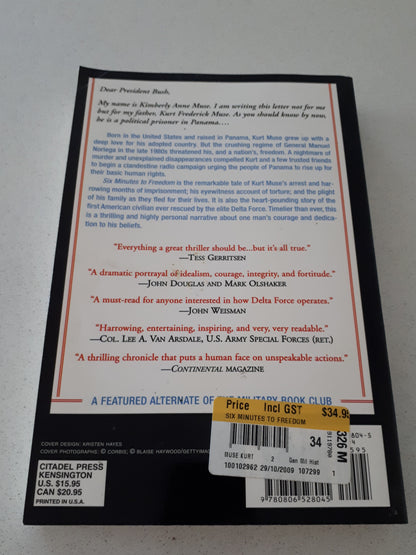 Dear President Bush,
My name is Kimberly Anne Muse. I am writing this letter not for me
but for my father, Kurt Frederick Muse. As you should know by now,
he is a political prisoner in Panama....
Born in the United States and raised in Panama, Kurt Muse grew up with a
deep love for his adopted country. But the crushing regime of General Manuel
Noriega in the late 1980s threatened his, and a nation's, freedom. A nightmare of
murder and unexplained disappearances compelled Kurt and a few trusted friends
to begin a clandestine radio campaign urging the people of Panama to rise up for
their basic human rights.
Six Minutes to Freedom is the remarkable tale of Kurt Muse's arrest and har-
rowing months of imprisonment; his eyewitness account of torture; and the plight
of his family as they fled for their lives. It is also the heart-pounding story of the
first American civilian ever rescued by the elite Delta Force. Timelier than ever, this
is a thrilling and highly personal narrative about one man's courage and dedica-
tion to his beliefs.
"Everything a great thriller should be...but it's all true."
—TESS GERRITSEN
"A dramatic portrayal of idealism, courage, integrity, and fortitude."
—JOHN DOUGLAS AND MARK OLSHAKER
"A must-read for anyone interested in how Delta Force operates."
—JOHN WEISMAN
"Harrowing, entertaining, inspiring, and very, very readable."
—COL. LEE A. VAN ARSDALE, U.S. ARMY SPECIAL FORCES (RET.)
"A thrilling chronicle that puts a human face on unspeakable actions."
—CONTINENTAL MAGAZINE
A FEATURED ALTERNATE OF THE MILITARY BOOK CLUB
COVER DESIGN: KRISTEN HAYES
COVER PHOTOGRAPHS: © CORBIS; © BLAISE HAYWOOD/GETTYIMA
CITADEL PRESS
KENSINGTON
U.S. $15.95
CAN $20.95
PRINTED IN U.S.A.
Price Incl GST $34.95
SIX MINUTES TO FREEDOM
34
326 M
9119700
MUSE KURT 2 Gen Mil Hist
100102962 29/10/2009 107299 1
804-5
4
595
9 780806 528045